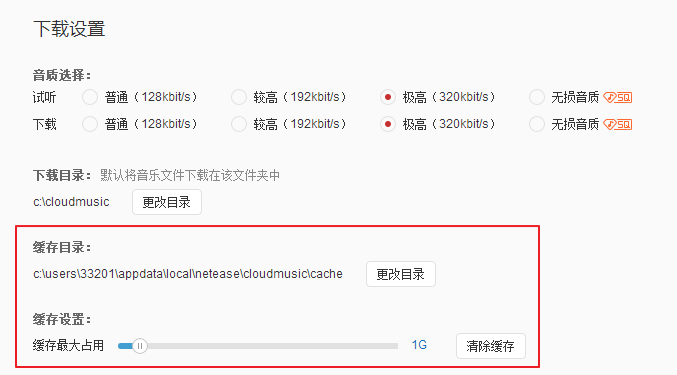 下载设置
音质选择：
试听 普通（128kbit/s） 较高（192kbit/s） 极高（320kbit/s） 无损音质 SQ
下载 普通（128kbit/s） 较高（192kbit/s） 极高（320kbit/s） 无损音质 SQ
下载目录： 默认将音乐文件下载在该文件夹中
c:\cloudmusic 更改目录
缓存目录：
c:\users\33201\appdata\local\netease\cloudmusic\cache 更改目录
缓存设置：
缓存最大占用 1G 清除缓存